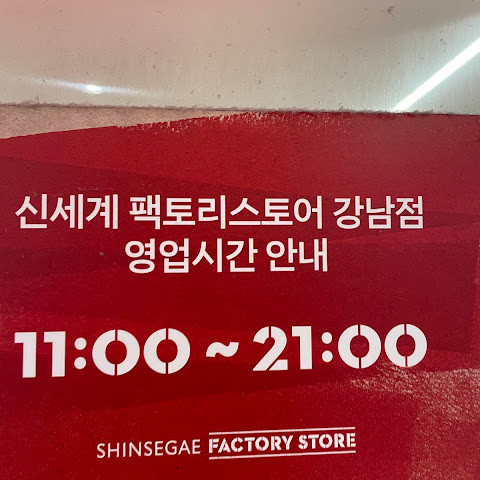 신세계 팩토리스토어 강남점
영업시간 안내
11:00 ~ 21:00
SHINSEGAE FACTORY STORE